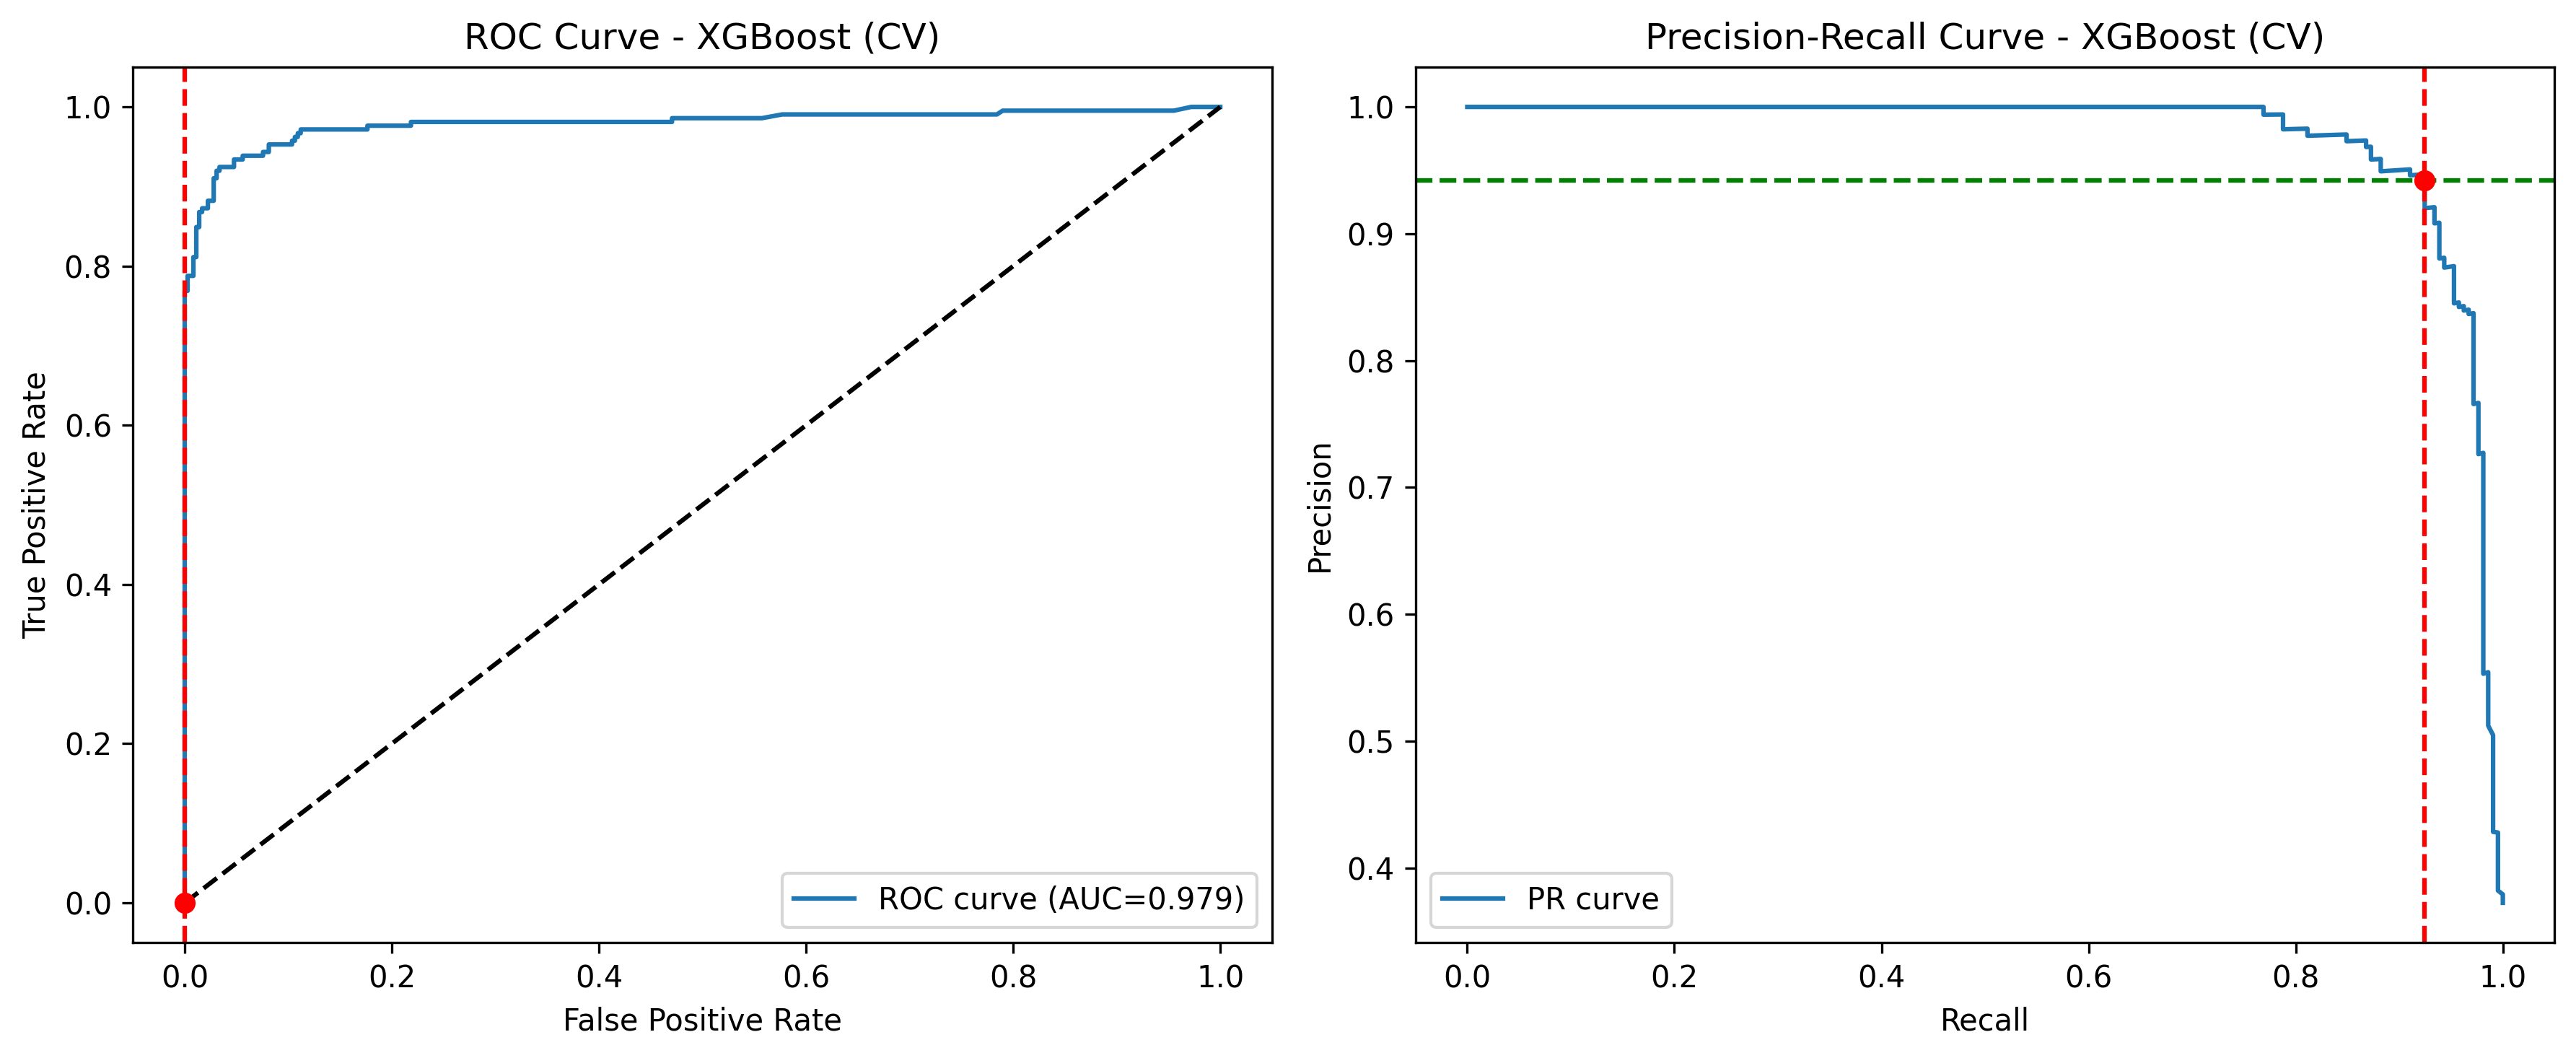 ROC Curve - XGBoost (CV)
True Positive Rate
1.0
0.8
0.6
0.4
0.2
0.0
ROC curve (AUC=0.979)
0.0 0.2 0.4 0.6 0.8 1.0
False Positive Rate
Precision-Recall Curve - XGBoost (CV)
Precision
1.0
0.9
0.8
0.7
0.6
0.5
0.4
PR curve
0.0 0.2 0.4 0.6 0.8 1.0
Recall